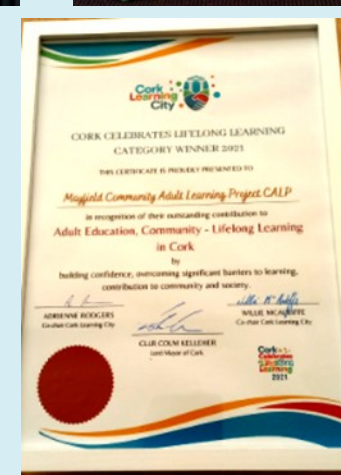 Cork
Learning
City
CORK CELEBRATES LIFELONG LEARNING
CATEGORY WINNER 2021
THIS CERTIFICATE IS PROUDLY PRESENTED TO
Mayfield Community Adult Learning Project CALP
in recognition of their outstanding contribution to
Adult Education, Community - Lifelong Learning
in Cork
by
building confidence, overcoming significant barriers to learning,
contribution to community and society.
ADRIENNE RODGERS
Co-chair Cork Learning City
WILLIE MCAULIFFE
Co-chair Cork Learning City
CLLR COLM KELLEHER
Lord Mayor of Cork
Cork
Celebrates
Lifelong
Learning
2021